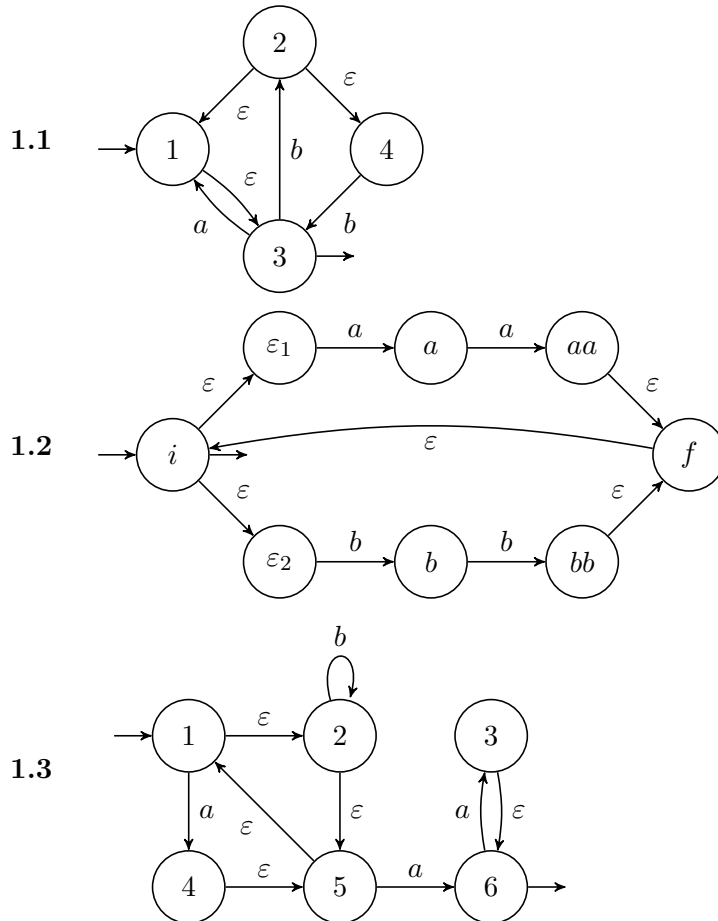 2
ε ε
1.1 1 b 4
ε
a b
3
ε₁ a a a aa
ε ε
1.2 i ε f
ε ε
ε₂ b b b bb
b
1 ε 2 3
1.3
a ε ε a ε
4 ε 5 a 6